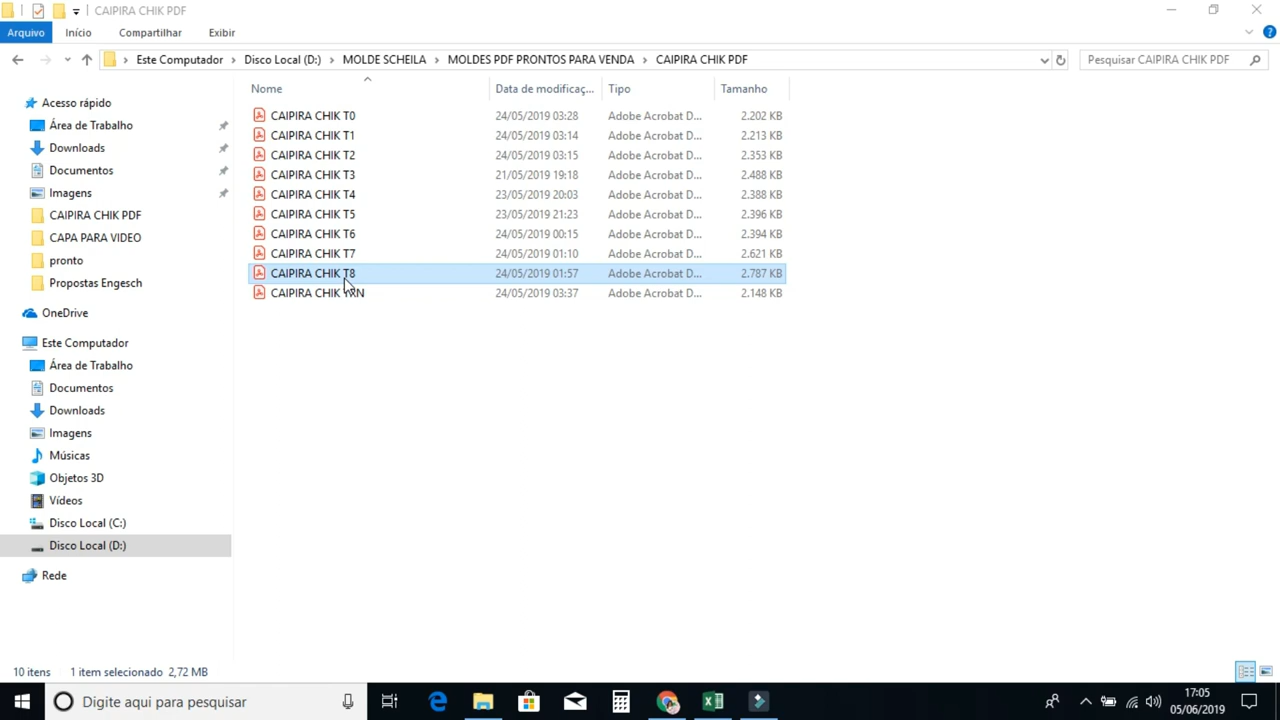 CAIPIRA CHIK PDF
Arquivo Início Compartilhar Exibir
Este Computador Disco Local (D:) MOLDE SCHEILA MOLDES PDF PRONTOS PARA VENDA CAIPIRA CHIK PDF Pesquisar CAIPIRA CHIK PDF
Nome Data de modificaç... Tipo Tamanho
CAIPIRA CHIK T0 24/05/2019 03:28 Adobe Acrobat D... 2.202 KB
CAIPIRA CHIK T1 24/05/2019 03:14 Adobe Acrobat D... 2.213 KB
CAIPIRA CHIK T2 24/05/2019 03:15 Adobe Acrobat D... 2.353 KB
CAIPIRA CHIK T3 21/05/2019 19:18 Adobe Acrobat D... 2.488 KB
CAIPIRA CHIK T4 23/05/2019 20:03 Adobe Acrobat D... 2.388 KB
CAIPIRA CHIK T5 23/05/2019 21:23 Adobe Acrobat D... 2.396 KB
CAIPIRA CHIK T6 24/05/2019 00:15 Adobe Acrobat D... 2.394 KB
CAIPIRA CHIK T7 24/05/2019 01:10 Adobe Acrobat D... 2.621 KB
CAIPIRA CHIK T8 24/05/2019 01:57 Adobe Acrobat D... 2.787 KB
CAIPIRA CHIK 24/05/2019 03:37 Adobe Acrobat D... 2.148 KB
Acesso rápido
Área de Trabalho
Downloads
Documentos
Imagens
CAIPIRA CHIK PDF
CAPA PARA VIDEO
pronto
Propostas Engesch
OneDrive
Este Computador
Área de Trabalho
Documentos
Downloads
Imagens
Músicas
Objetos 3D
Vídeos
Disco Local (C:)
Disco Local (D:)
Rede
10 itens 1 item selecionado 2,72 MB
Digite aqui para pesquisar
17:05
05/06/2019